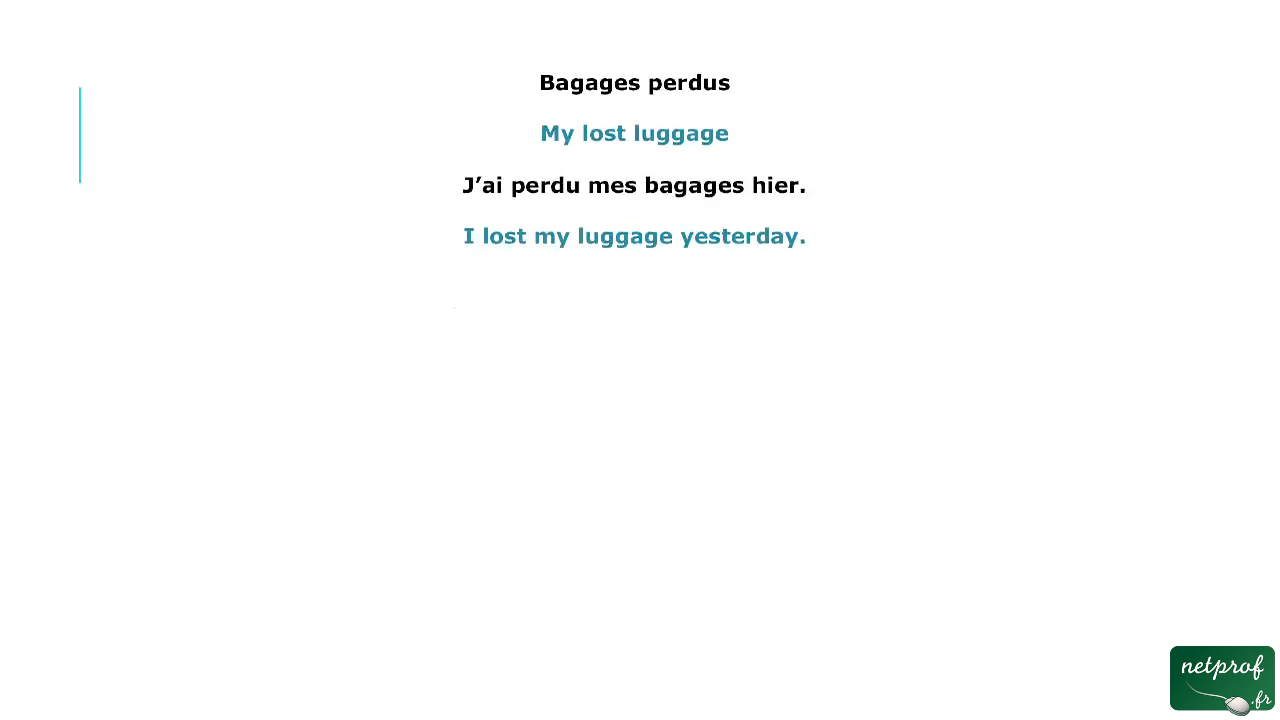 Bagages perdus
My lost luggage
J’ai perdu mes bagages hier.
I lost my luggage yesterday.
netprof
.fr